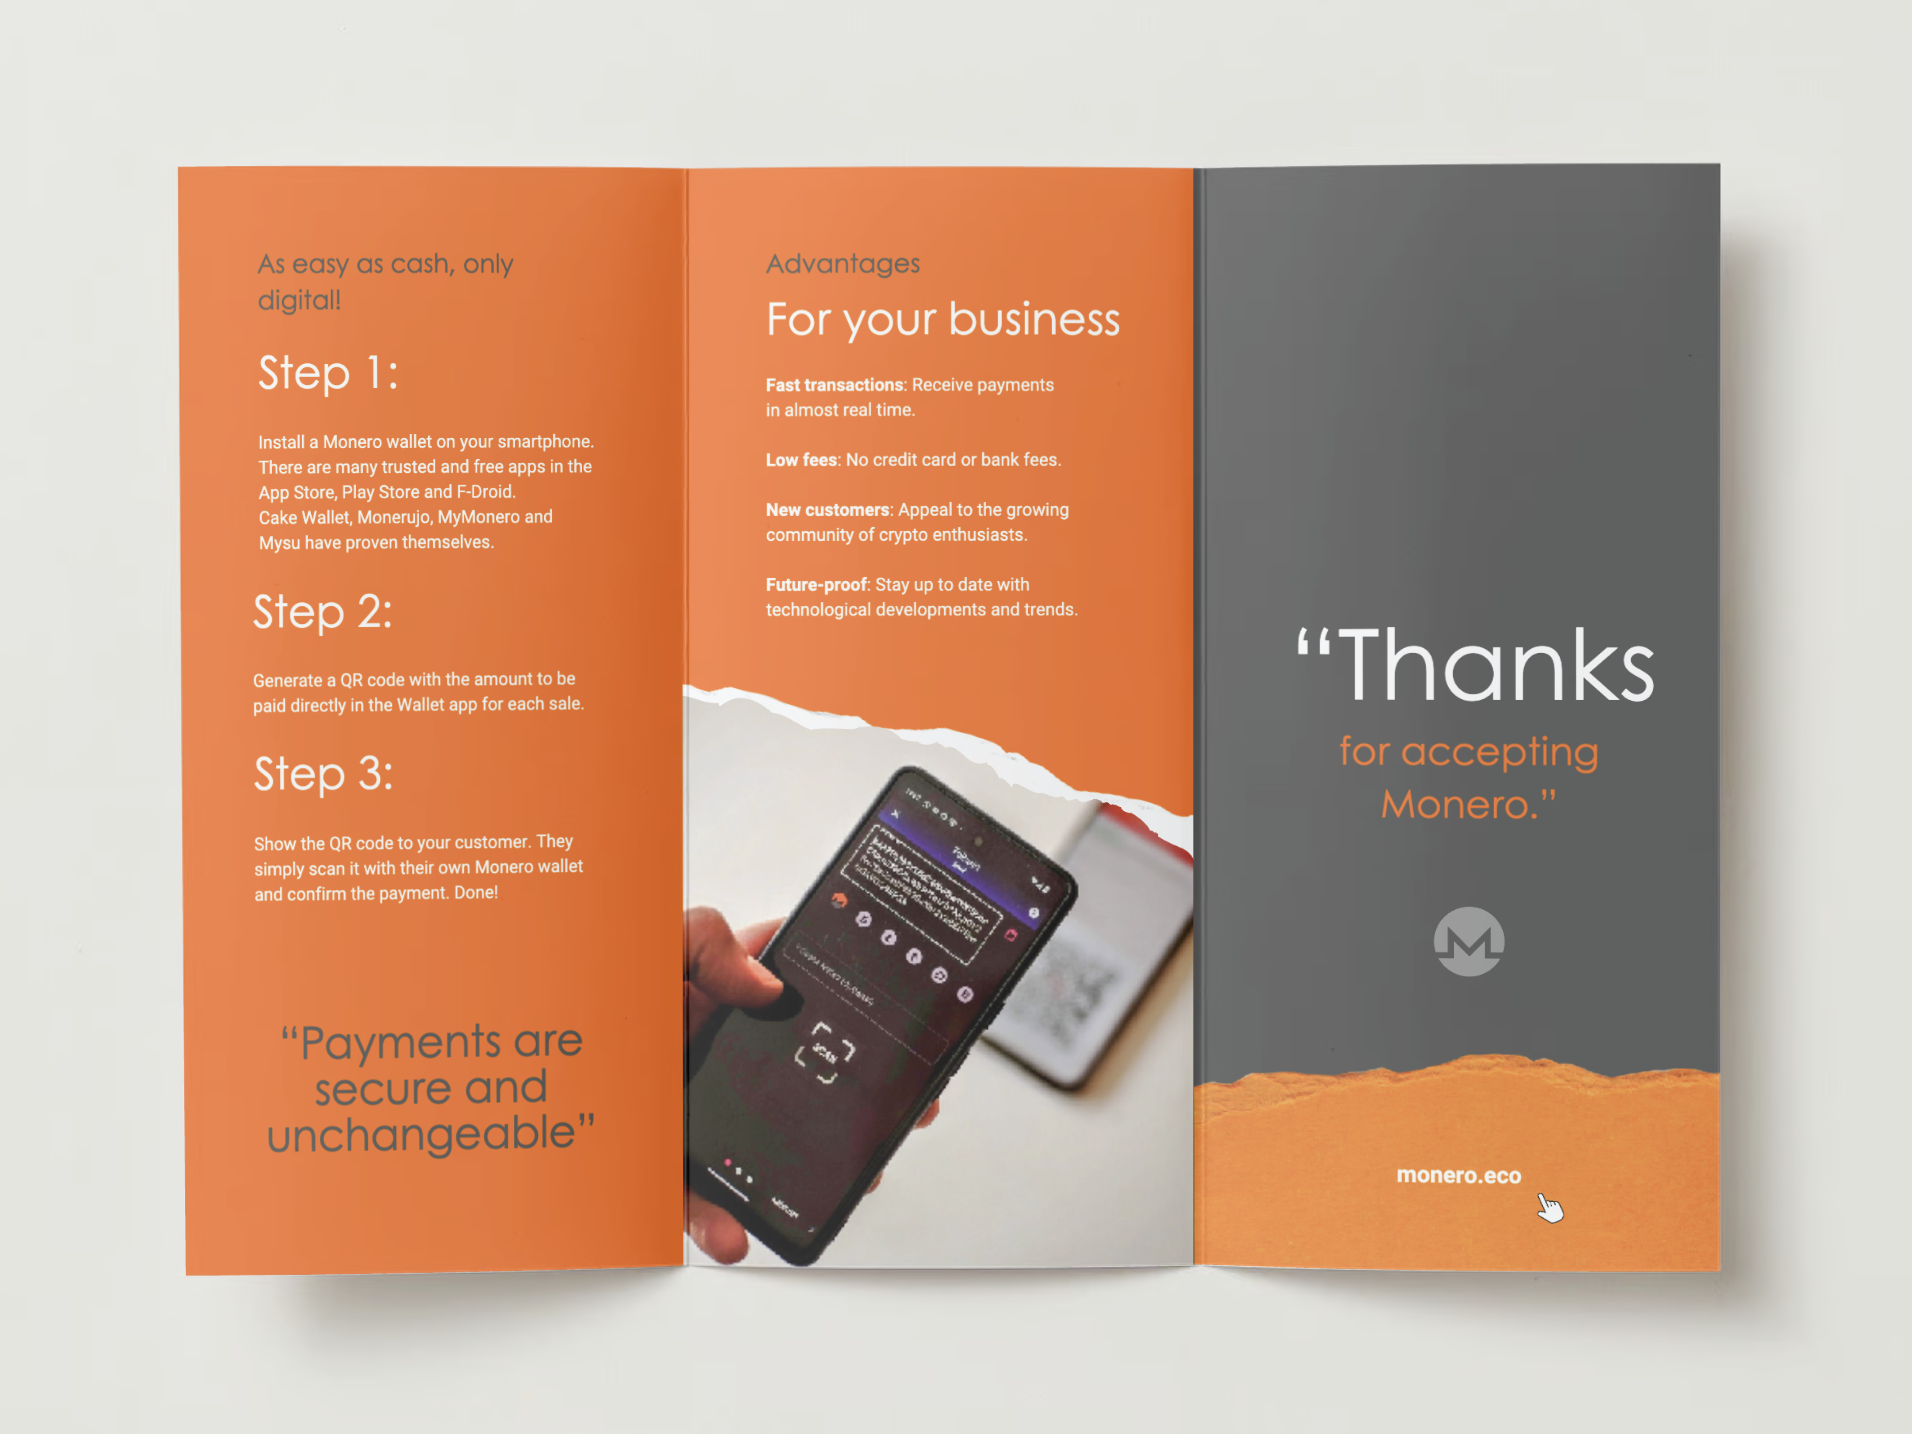 As easy as cash, only
digital!
Step 1:
Install a Monero wallet on your smartphone.
There are many trusted and free apps in the
App Store, Play Store and F-Droid.
Cake Wallet, Monerujo, MyMonero and
Mysu have proven themselves.
Step 2:
Generate a QR code with the amount to be
paid directly in the Wallet app for each sale.
Step 3:
Show the QR code to your customer. They
simply scan it with their own Monero wallet
and confirm the payment. Done!
“Payments are
secure and
unchangeable”
Advantages
For your business
Fast transactions: Receive payments
in almost real time.
Low fees: No credit card or bank fees.
New customers: Appeal to the growing
community of crypto enthusiasts.
Future-proof: Stay up to date with
technological developments and trends.
SCAN
“Thanks
for accepting
Monero.”
monero.eco